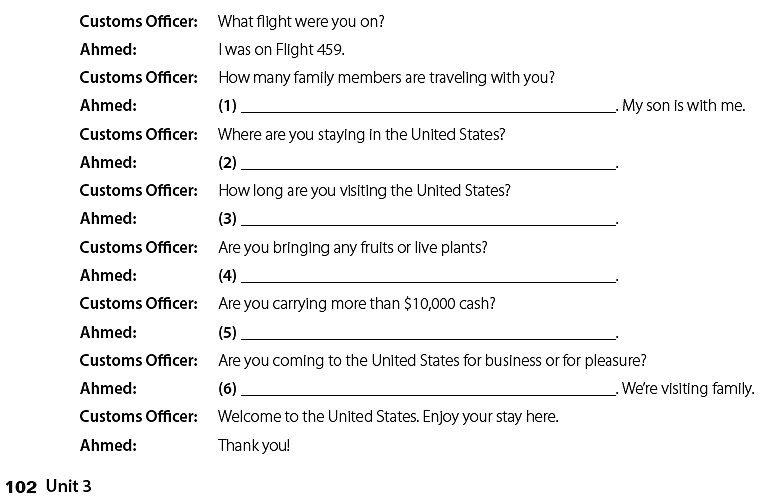 Customs Officer: What flight were you on?
Ahmed: I was on Flight 459.
Customs Officer: How many family members are traveling with you?
Ahmed: (1) ____________________. My son is with me.
Customs Officer: Where are you staying in the United States?
Ahmed: (2) ____________________.
Customs Officer: How long are you visiting the United States?
Ahmed: (3) ____________________.
Customs Officer: Are you bringing any fruits or live plants?
Ahmed: (4) ____________________.
Customs Officer: Are you carrying more than $10,000 cash?
Ahmed: (5) ____________________.
Customs Officer: Are you coming to the United States for business or for pleasure?
Ahmed: (6) ____________________. We're visiting family.
Customs Officer: Welcome to the United States. Enjoy your stay here.
Ahmed: Thank you!
102 Unit 3